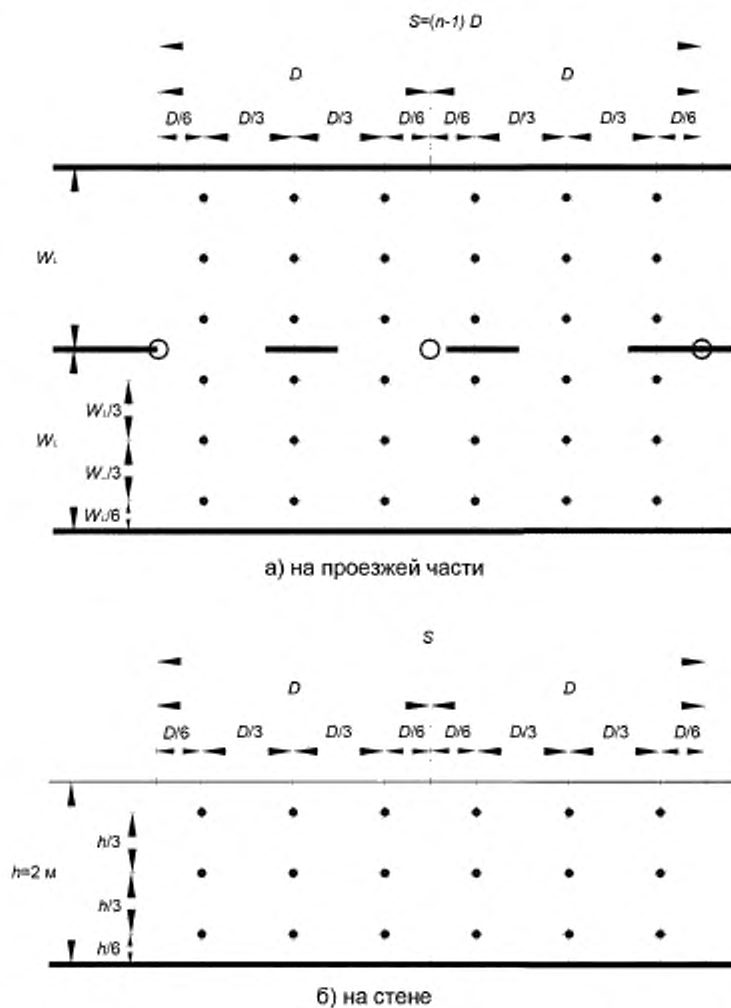 S=(n-1) D
D D
D/6 D/3 D/3 D/6 D/6 D/3 D/3 D/6
WL
WL/3
WL
WL/3
WL/6
а) на проезжей части
S
D D
D/6 D/3 D/3 D/6 D/6 D/3 D/3 D/6
h/3
h=2 м
h/3
h/6
б) на стене